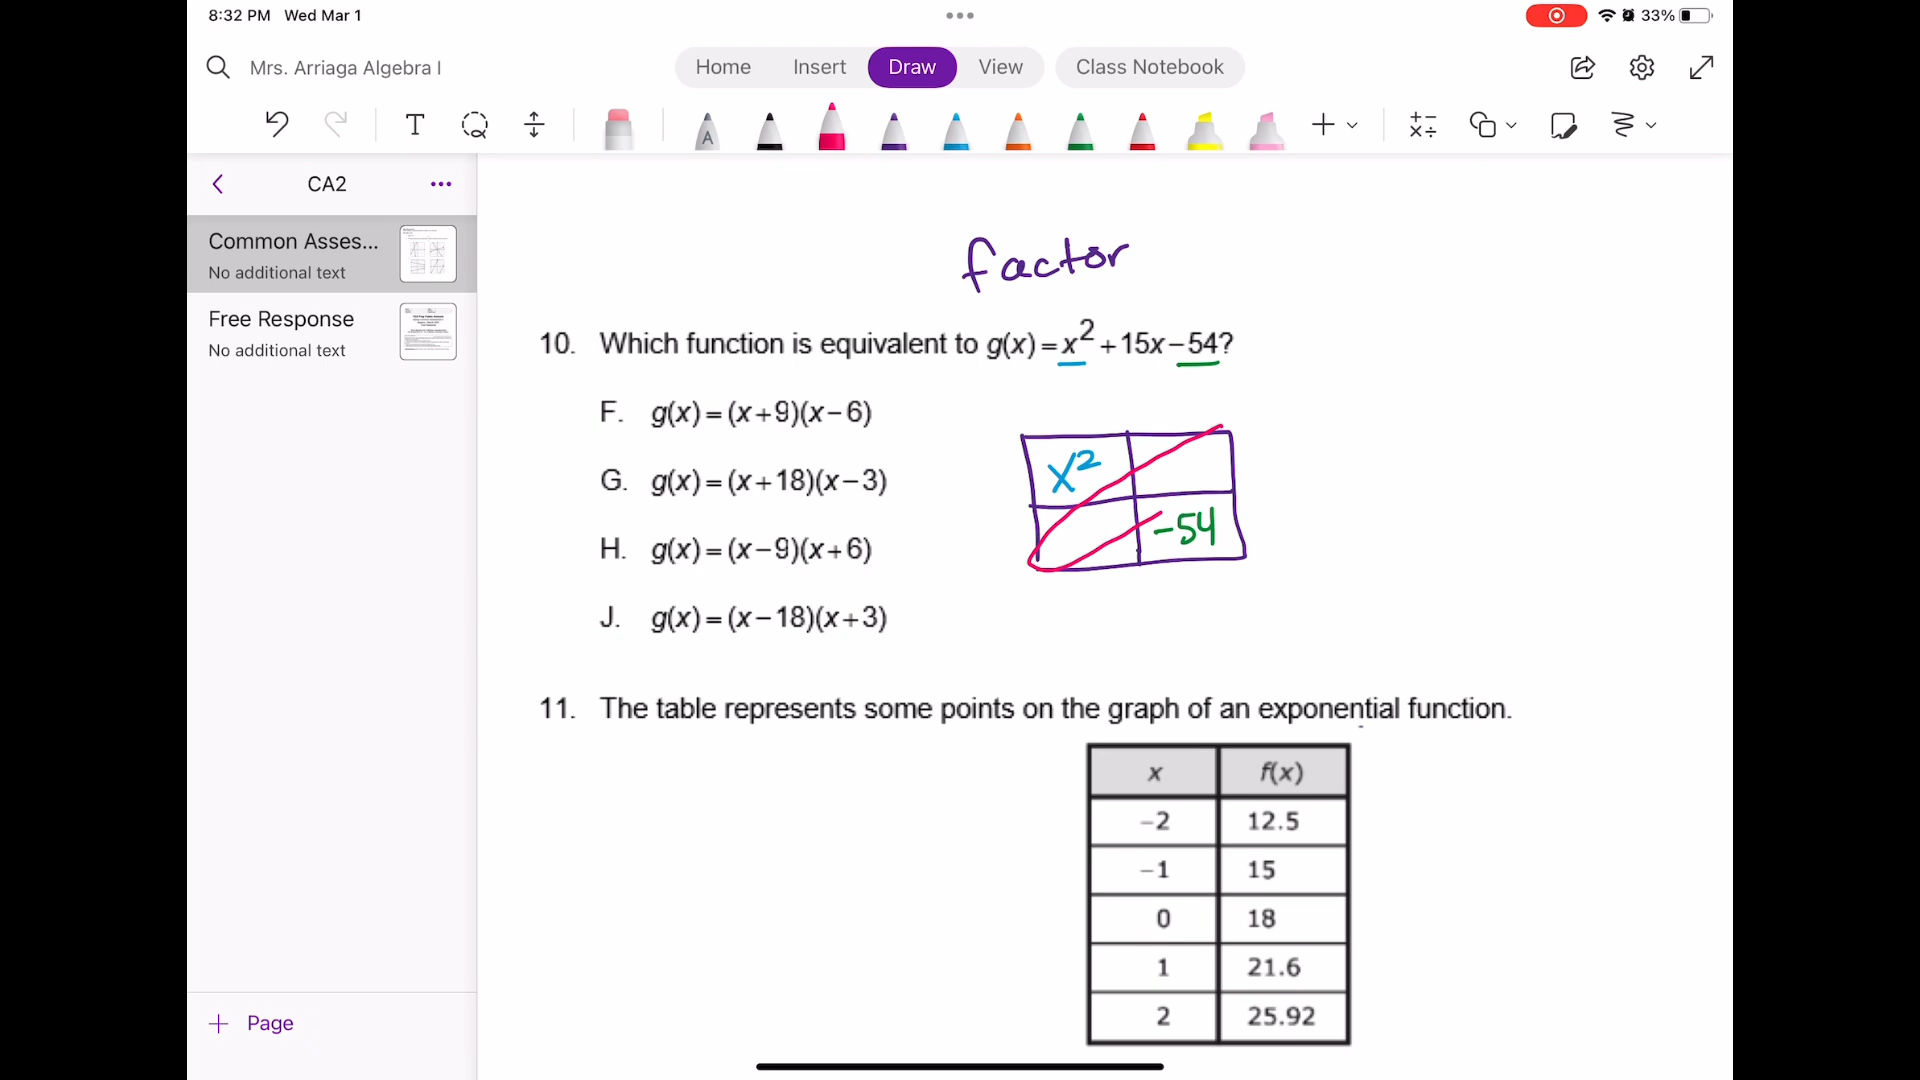 8:32 PM Wed Mar 1
33%
Mrs. Arriaga Algebra I
Home Insert Draw View Class Notebook
T
A
CA2
Common Asses...
No additional text
Free Response
No additional text
Page
factor
10. Which function is equivalent to g(x)=x²+15x−54?
F. g(x)=(x+9)(x−6)
G. g(x)=(x+18)(x−3)
H. g(x)=(x−9)(x+6)
J. g(x)=(x−18)(x+3)
x²
-54
11. The table represents some points on the graph of an exponential function.
x f(x)
−2 12.5
−1 15
0 18
1 21.6
2 25.92